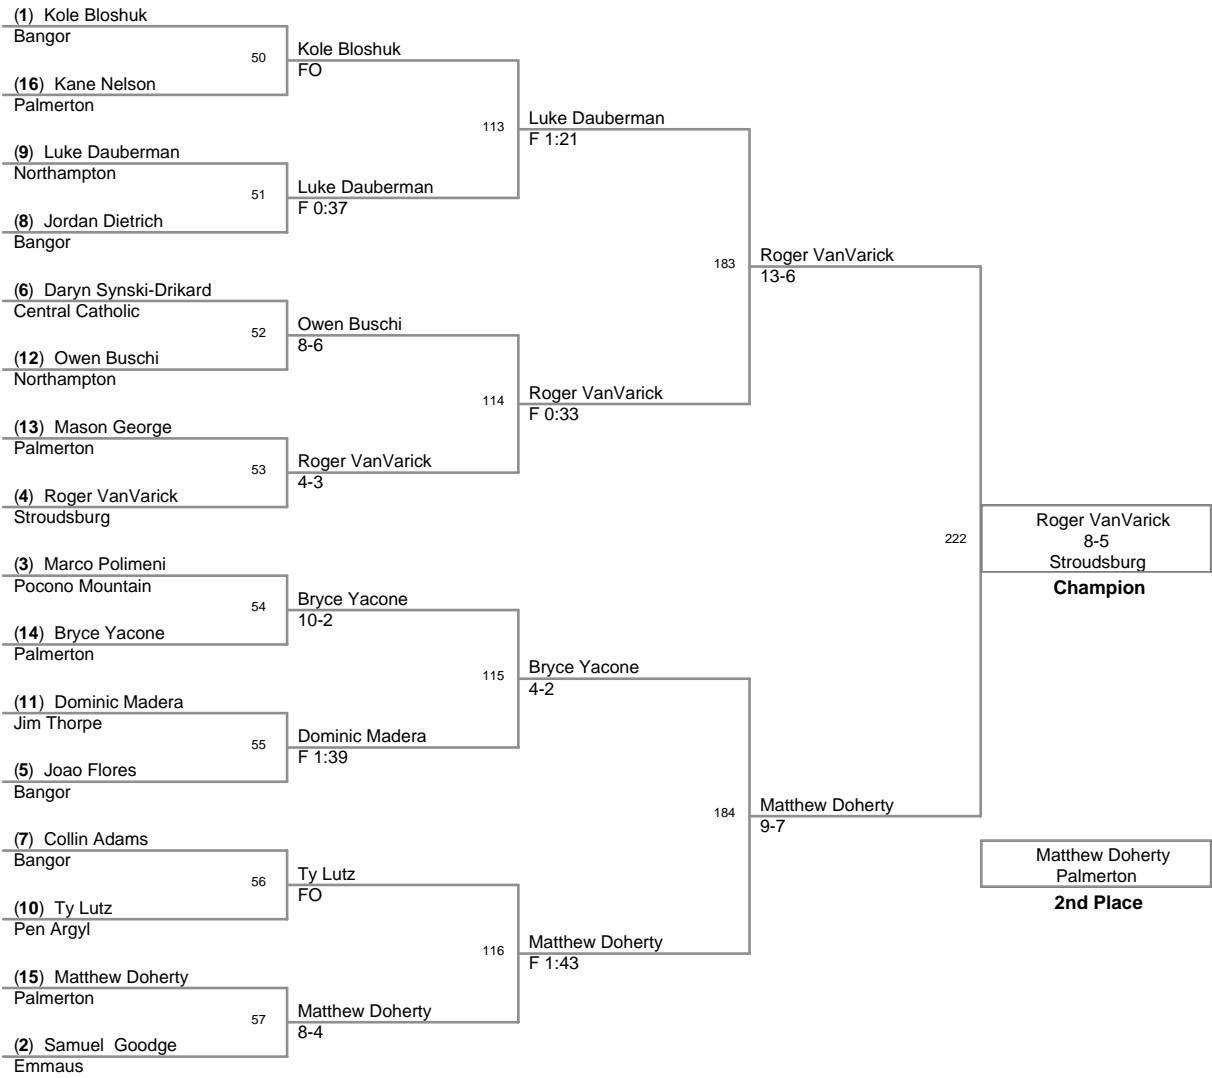 (1) Kole Bloshuk
Bangor
50
(16) Kane Nelson
Palmerton
(9) Luke Dauberman
Northampton
51
(8) Jordan Dietrich
Bangor
(6) Daryn Synski-Drikard
Central Catholic
52
(12) Owen Buschi
Northampton
(13) Mason George
Palmerton
53
(4) Roger VanVarick
Stroudsburg
(3) Marco Polimeni
Pocono Mountain
54
(14) Bryce Yacone
Palmerton
(11) Dominic Madera
Jim Thorpe
55
(5) Joao Flores
Bangor
(7) Collin Adams
Bangor
56
(10) Ty Lutz
Pen Argyl
(15) Matthew Doherty
Palmerton
57
(2) Samuel Goodge
Emmaus
Kole Bloshuk
FO
113
Luke Dauberman
F 0:37
Owen Buschi
8-6
114
Roger VanVarick
4-3
Bryce Yacone
10-2
115
Dominic Madera
F 1:39
Ty Lutz
FO
116
Matthew Doherty
8-4
Luke Dauberman
F 1:21
183
Roger VanVarick
F 0:33
Bryce Yacone
4-2
184
Matthew Doherty
F 1:43
Roger VanVarick
13-6
222
Matthew Doherty
9-7
Roger VanVarick
8-5
Stroudsburg
Champion
Matthew Doherty
Palmerton
2nd Place